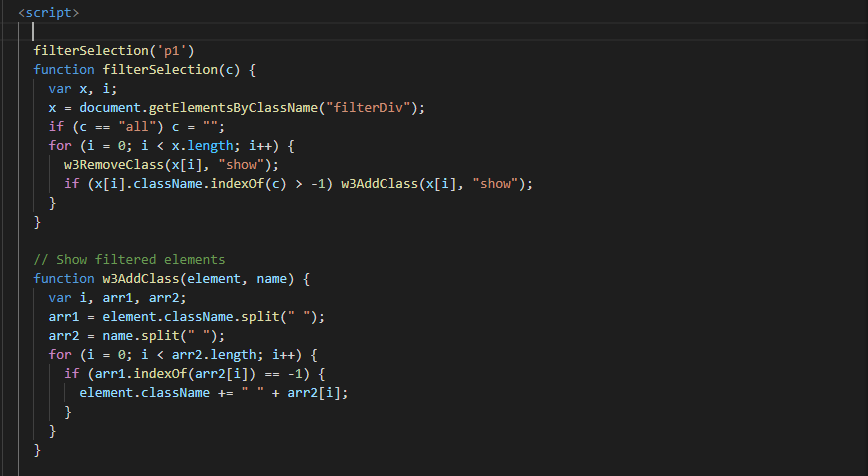 <script>
filterSelection('p1')
function filterSelection(c) {
var x, i;
x = document.getElementsByClassName("filterDiv");
if (c == "all") c = "";
for (i = 0; i < x.length; i++) {
w3RemoveClass(x[i], "show");
if (x[i].className.indexOf(c) > -1) w3AddClass(x[i], "show");
}
}
// Show filtered elements
function w3AddClass(element, name) {
var i, arr1, arr2;
arr1 = element.className.split(" ");
arr2 = name.split(" ");
for (i = 0; i < arr2.length; i++) {
if (arr1.indexOf(arr2[i]) == -1) {
element.className += " " + arr2[i];
}
}
}